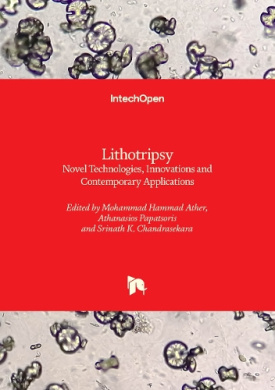 IntechOpen
Lithotripsy
Novel Technologies, Innovations and
Contemporary Applications
Edited by Mohammad Hammad Ather,
Athanasios Papatsoris
and Srinath K. Chandrasekara